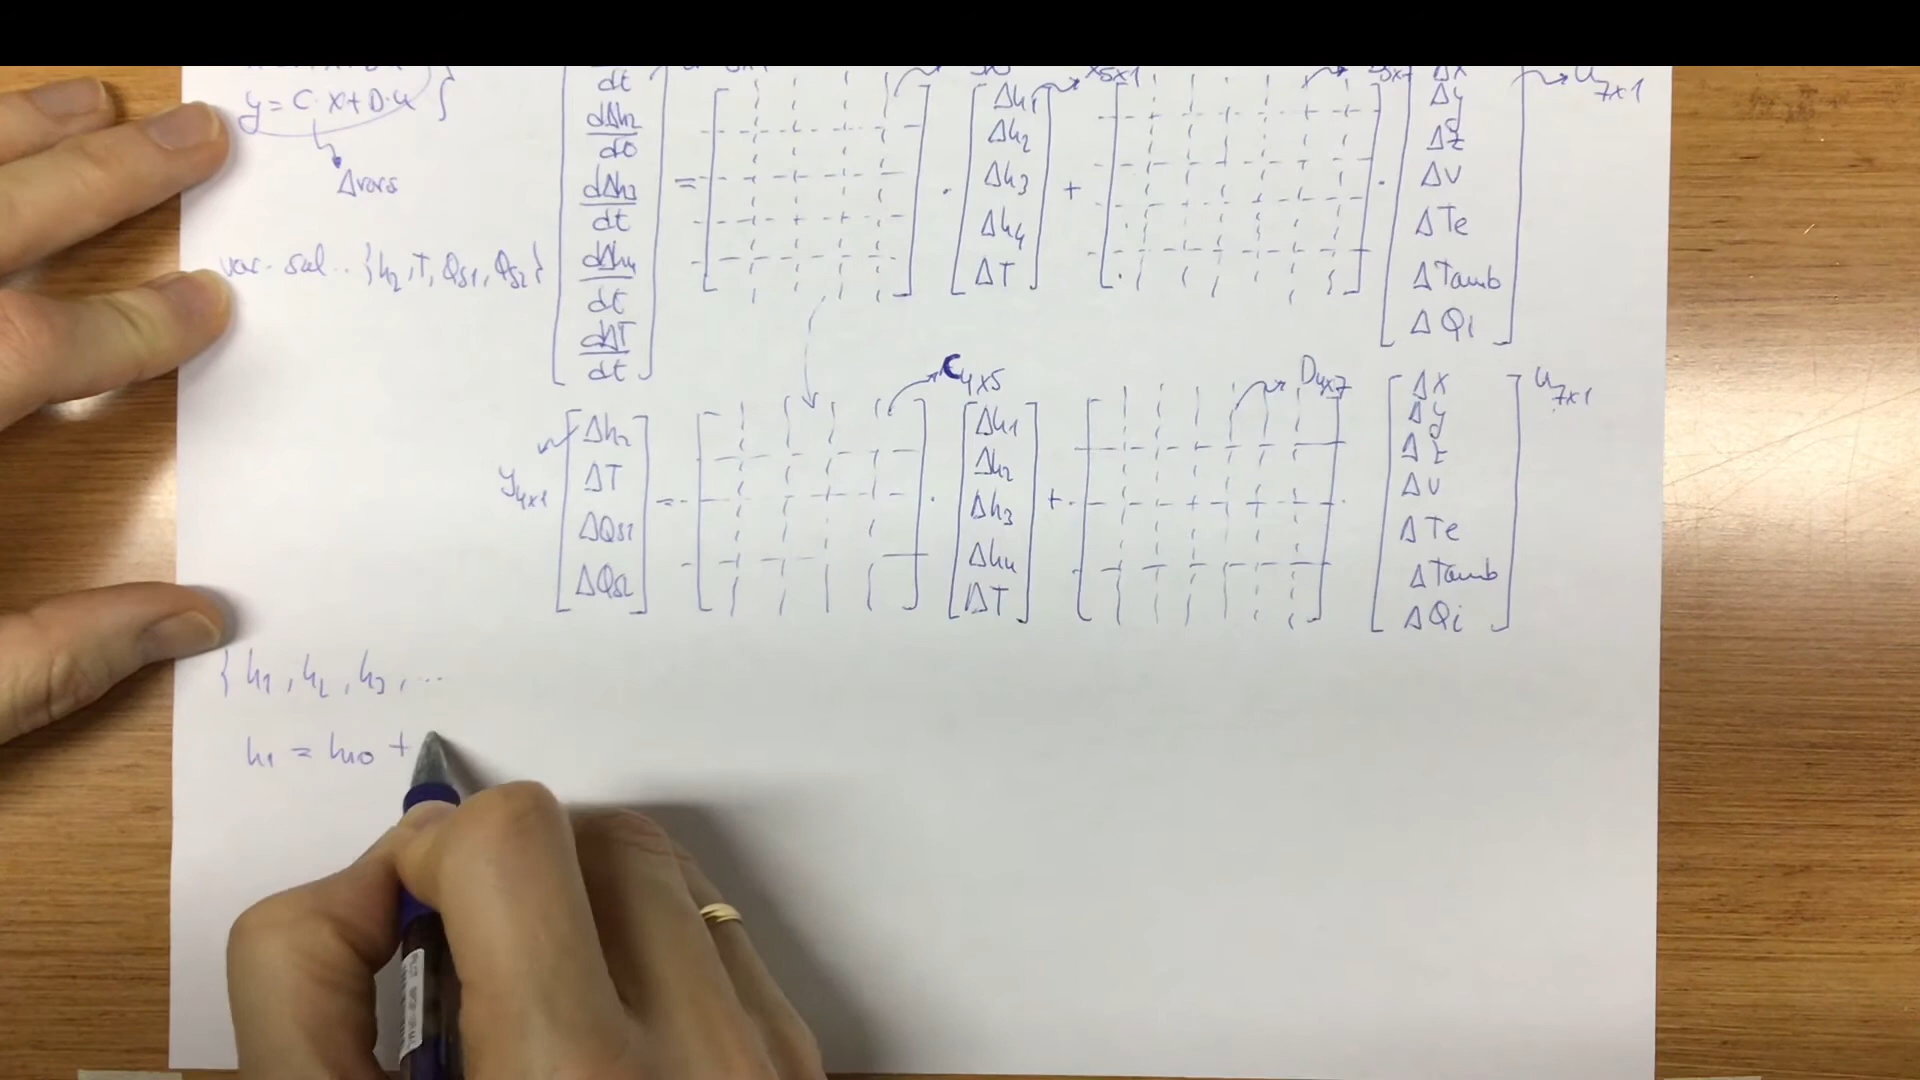 y = C·X + D·u }
Δvars
var. sal.. {h2, T, Qs1, Qs2}
dt
dΔh2
dt
dΔh3
dt
dΔh4
dt
dΔT
dt
=
·
Δh1
Δh2
Δh3
Δh4
ΔT
x5x1
+
·
Δx
Δy
Δz
Δv
ΔTe
ΔTamb
ΔQi
u7x1
y4x1
Δh2
ΔT
ΔQs1
ΔQs2
=
C4x5
·
Δh1
Δh2
Δh3
Δh4
ΔT
+
D4x7
·
Δx
Δy
Δz
Δv
ΔTe
ΔTamb
ΔQi
u7x1
{ h1, h2, h3, ...
h1 = h10 +